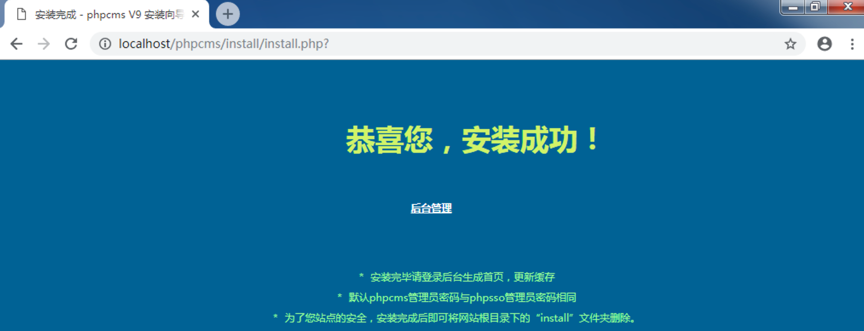 安装完成 - phpcms V9 安装向导
localhost/phpcms/install/install.php?
恭喜您，安装成功！
后台管理
* 安装完毕请登录后台生成首页，更新缓存
* 默认phpcms管理员密码与phpsso管理员密码相同
* 为了您站点的安全，安装完成后即可将网站根目录下的“install”文件夹删除。